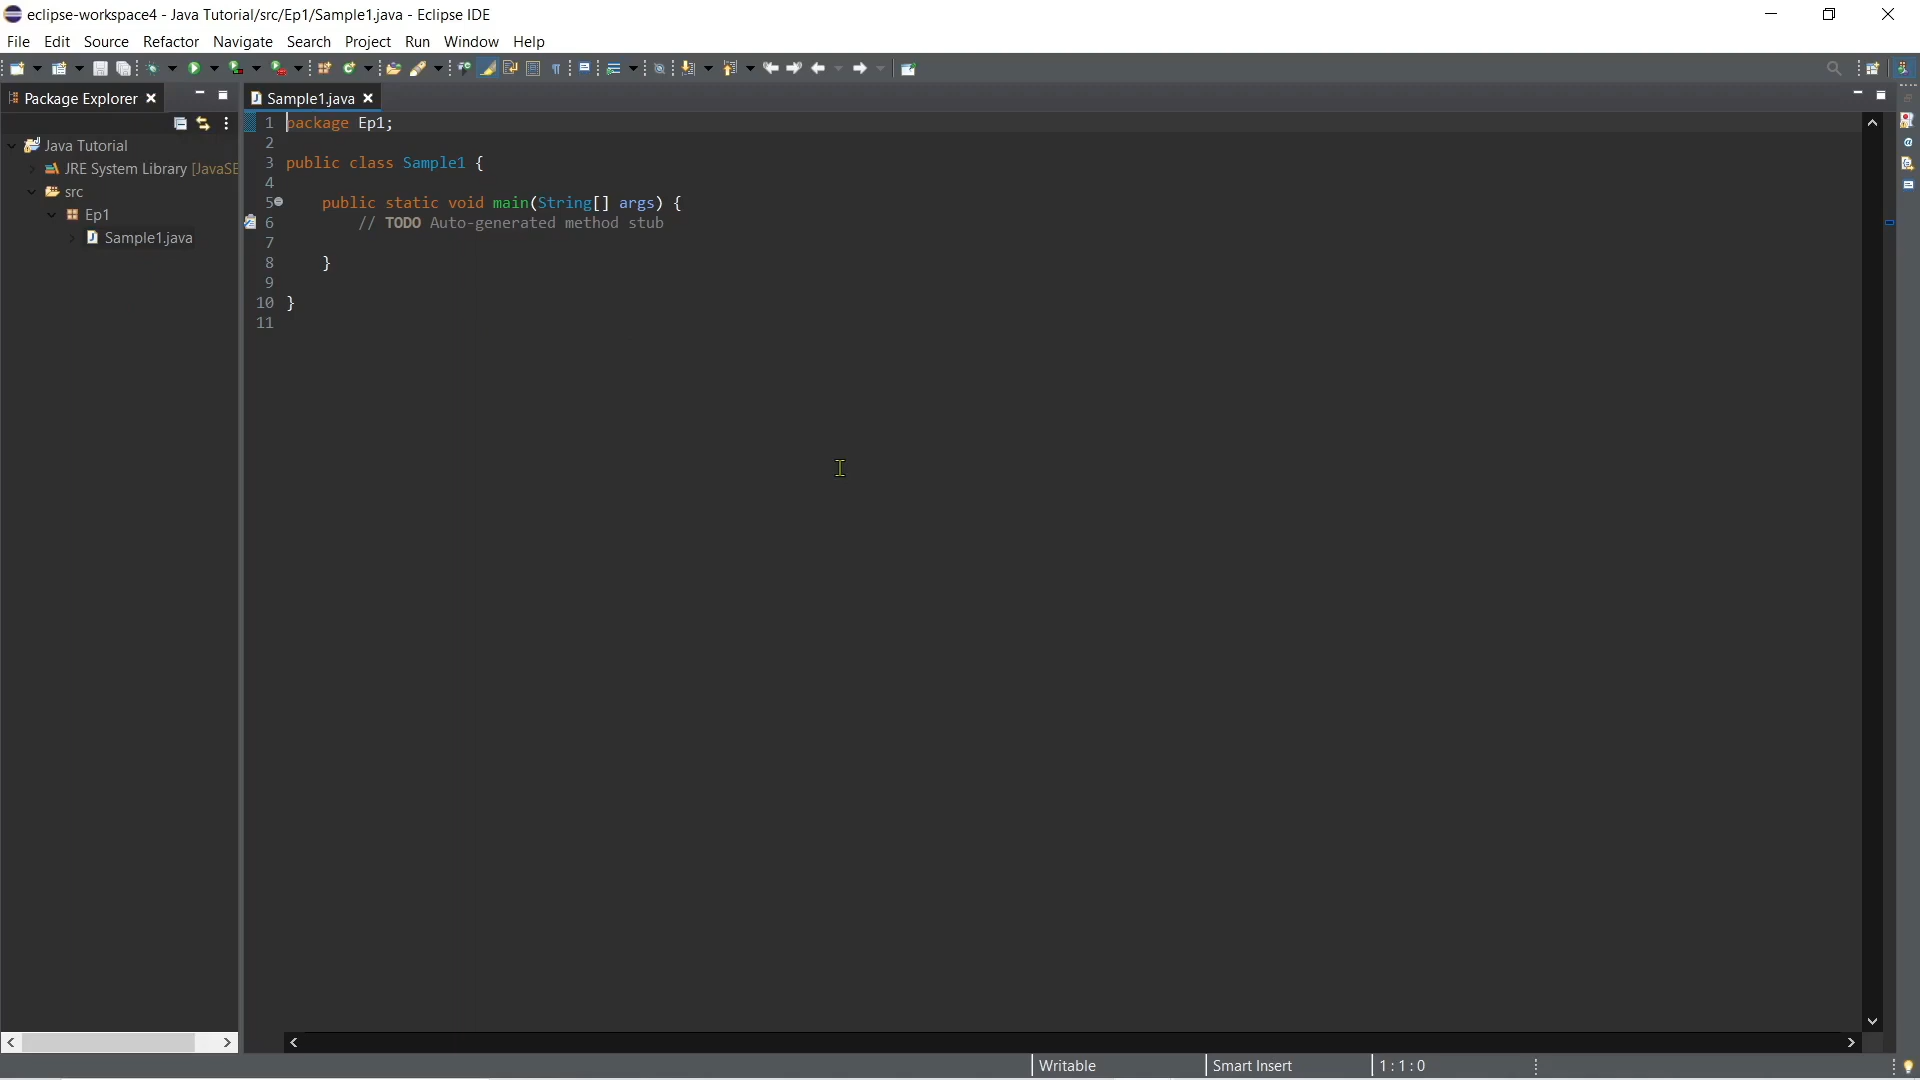 eclipse-workspace4 - Java Tutorial/src/Ep1/Sample1.java - Eclipse IDE
File Edit Source Refactor Navigate Search Project Run Window Help
Package Explorer
Sample1.java
Java Tutorial
JRE System Library [JavaSE
src
Ep1
Sample1.java
1 package Ep1;
2
3 public class Sample1 {
4
5 public static void main(String[] args) {
6 // TODO Auto-generated method stub
7
8 }
9
10 }
11
Writable Smart Insert 1 : 1 : 0